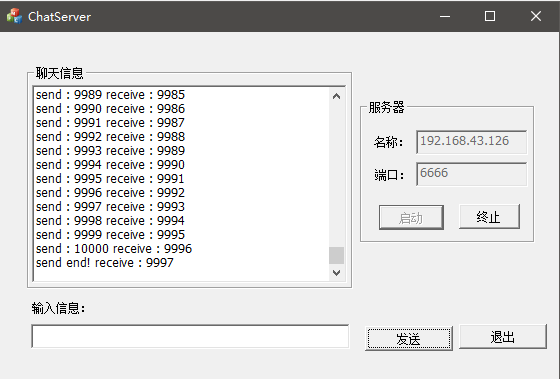 ChatServer
聊天信息
send : 9989 receive : 9985
send : 9990 receive : 9986
send : 9991 receive : 9987
send : 9992 receive : 9988
send : 9993 receive : 9989
send : 9994 receive : 9990
send : 9995 receive : 9991
send : 9996 receive : 9992
send : 9997 receive : 9993
send : 9998 receive : 9994
send : 9999 receive : 9995
send : 10000 receive : 9996
send end! receive : 9997
服务器
名称: 192.168.43.126
端口: 6666
启动 终止
输入信息:
发送 退出